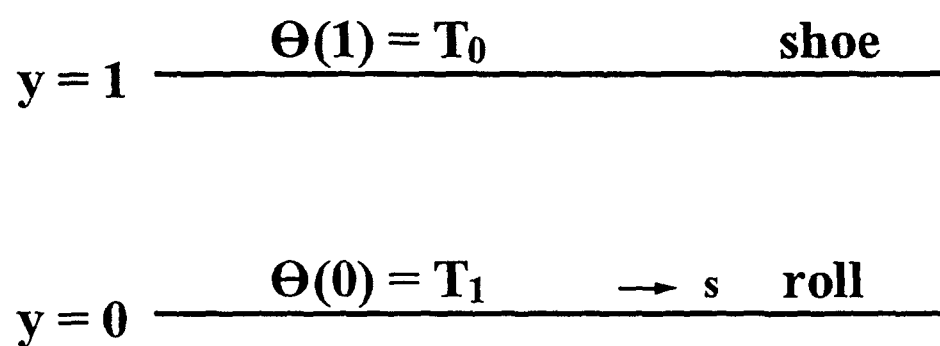 Θ(1) = T₀ shoe
y = 1
Θ(0) = T₁ → s roll
y = 0